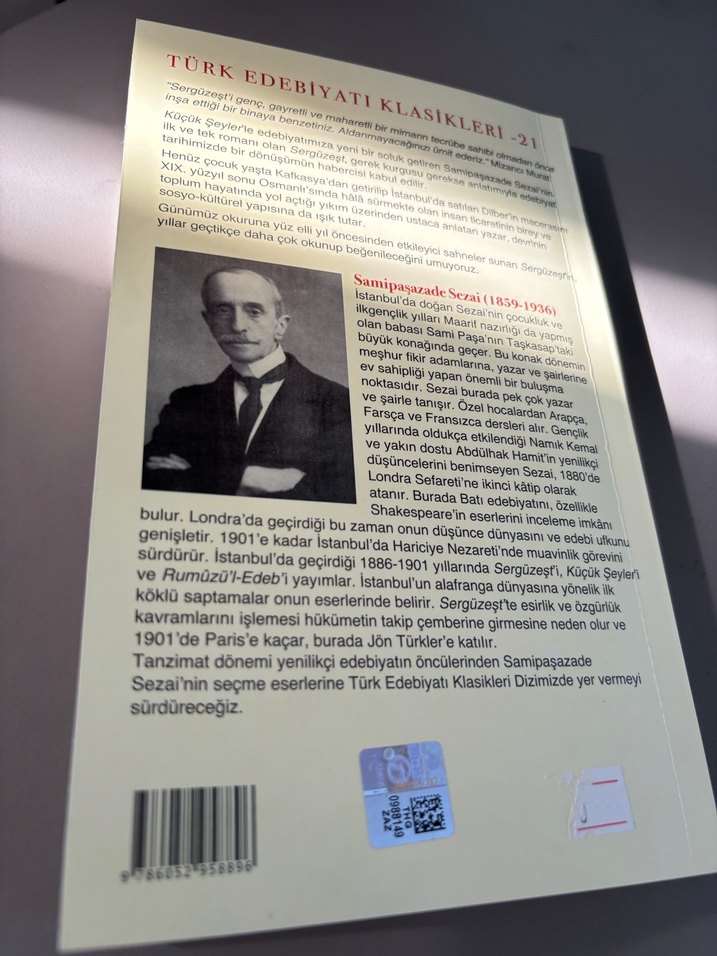 TÜRK EDEBİYATI KLASİKLERİ -21
"Sergüzeşt'i genç, gayretli ve maharetli bir mimarın tecrübe sahibi olmadan önce
inşa ettiği bir binaya benzetiniz. Aldanmayacağınızı ümit ederiz." Mizancı Murat
Küçük Şeyler'le edebiyatımıza yeni bir soluk getiren Samipaşazade Sezai'nin
ilk ve tek romanı olan Sergüzeşt, gerek kurgusu gerekse anlatımıyla edebiyat
tarihimizde bir dönüşümün habercisi kabul edilir.
Henüz çocuk yaşta Kafkasya'dan getirilip İstanbul'da satılan Dilber'in macerasını
XIX. yüzyıl sonu Osmanlı'sında hâlâ sürmekte olan insan ticaretinin birey ve
toplum hayatında yol açtığı yıkım üzerinden ustaca anlatan yazar, devrinin
sosyo-kültürel yapısına da ışık tutar.
Günümüz okuruna yüz elli yıl öncesinden etkileyici sahneler sunan Sergüzeşt'in,
yıllar geçtikçe daha çok okunup beğenileceğini umuyoruz.
Samipaşazade Sezai (1859-1936)
İstanbul'da doğan Sezai'nin çocukluk ve
ilkgençlik yılları Maarif nazırlığı da yapmış
olan babası Sami Paşa'nın Taşkasap'taki
büyük konağında geçer. Bu konak dönemin
meşhur fikir adamlarına, yazar ve şairlerine
ev sahipliği yapan önemli bir buluşma
noktasıdır. Sezai burada pek çok yazar
ve şairle tanışır. Özel hocalardan Arapça,
Farsça ve Fransızca dersleri alır. Gençlik
yıllarında oldukça etkilendiği Namık Kemal
ve yakın dostu Abdülhak Hamit'in yenilikçi
düşüncelerini benimseyen Sezai, 1880'de
Londra Sefareti'ne ikinci kâtip olarak
atanır. Burada Batı edebiyatını, özellikle
Shakespeare'in eserlerini inceleme imkânı
bulur. Londra'da geçirdiği bu zaman onun düşünce dünyasını ve edebi ufkunu
genişletir. 1901'e kadar İstanbul'da Hariciye Nezareti'nde muavinlik görevini
sürdürür. İstanbul'da geçirdiği 1886-1901 yıllarında Sergüzeşt'i, Küçük Şeyler'i
ve Rumûzü'l-Edeb'i yayımlar. İstanbul'un alafranga dünyasına yönelik ilk
köklü saptamalar onun eserlerinde belirir. Sergüzeşt'te esirlik ve özgürlük
kavramlarını işlemesi hükümetin takip çemberine girmesine neden olur ve
1901'de Paris'e kaçar, burada Jön Türkler'e katılır.
Tanzimat dönemi yenilikçi edebiyatın öncülerinden Samipaşazade
Sezai'nin seçme eserlerine Türk Edebiyatı Klasikleri Dizimizde yer vermeyi
sürdüreceğiz.
THG
0988149
ZAZ
9 786052 958896